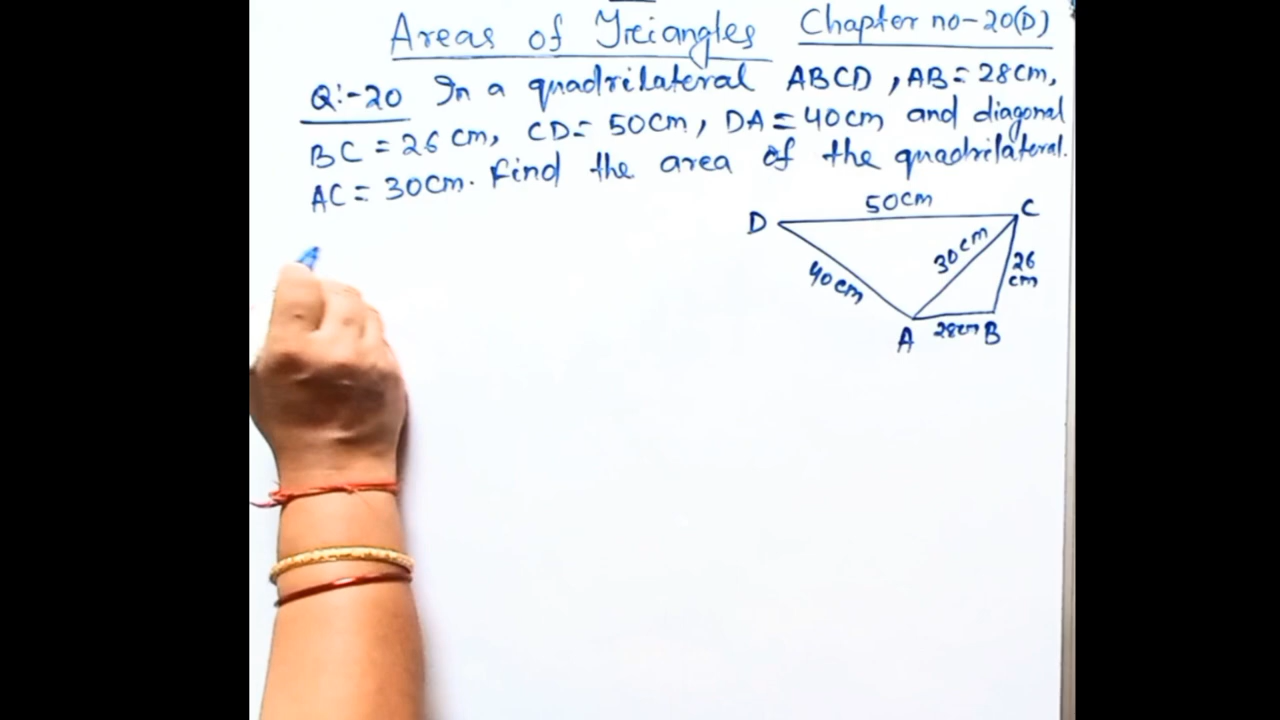 Areas of Treiangles Chapter no-20(D)
Q:-20 In a quadrilateral ABCD, AB = 28cm,
BC = 26 cm, CD = 50cm, DA = 40cm and diagonal
AC = 30cm. Find the area of the quadrilateral.
50cm
D C
30cm
26
cm
40cm
28cm
A B